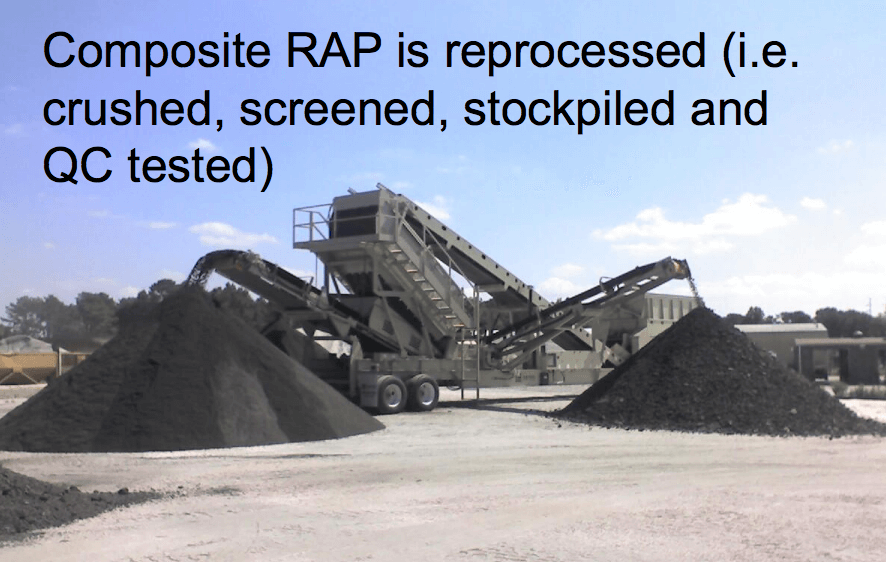 Composite RAP is reprocessed (i.e.
crushed, screened, stockpiled and
QC tested)